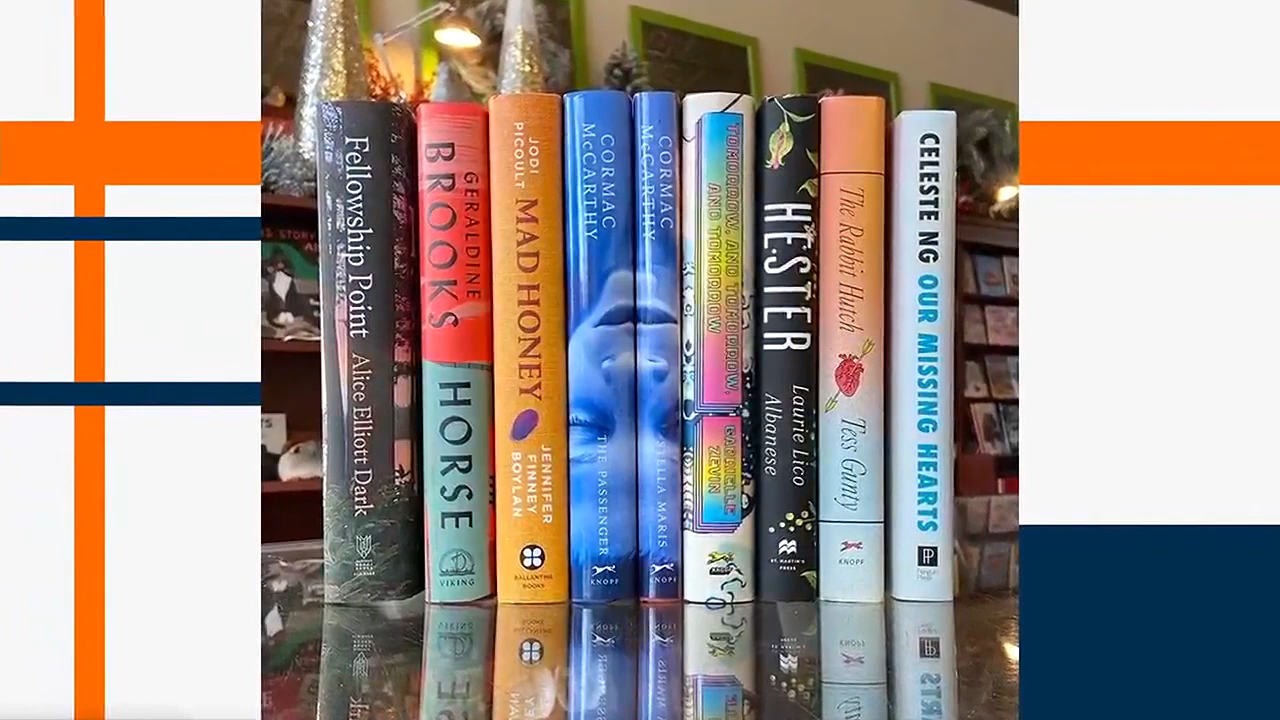 Fellowship Point Alice Elliott Dark
GERALDINE
BROOKS
HORSE
VIKING
JODI
PICOULT
MAD HONEY
JENNIFER
FINNEY
BOYLAN
BALLANTINE
BOOKS
CORMAC
McCARTHY
THE PASSENGER
KNOPF
CORMAC
McCARTHY
STELLA MARIS
KNOPF
TOMORROW, AND TOMORROW,
AND TOMORROW
GABRIELLE
ZEVIN
KNOPF
HESTER
Laurie Lico
Albanese
ST. MARTIN'S
PRESS
The Rabbit Hutch
Tess Gunty
KNOPF
CELESTE NG OUR MISSING HEARTS